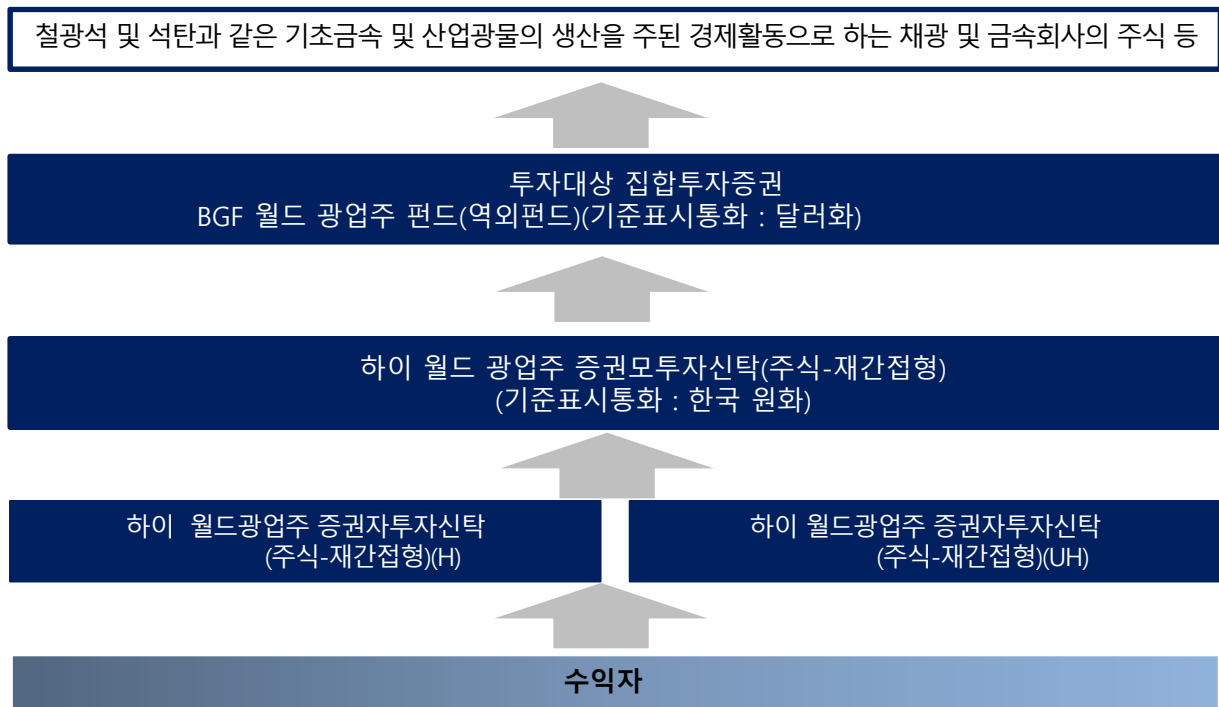 철광석 및 석탄과 같은 기초금속 및 산업광물의 생산을 주된 경제활동으로 하는 채광 및 금속회사의 주식 등
투자대상 집합투자증권
BGF 월드 광업주 펀드(역외펀드)(기준표시통화 : 달러화)
하이 월드 광업주 증권모투자신탁(주식-재간접형)
(기준표시통화 : 한국 원화)
하이 월드광업주 증권자투자신탁
(주식-재간접형)(H)
하이 월드광업주 증권자투자신탁
(주식-재간접형)(UH)
수익자